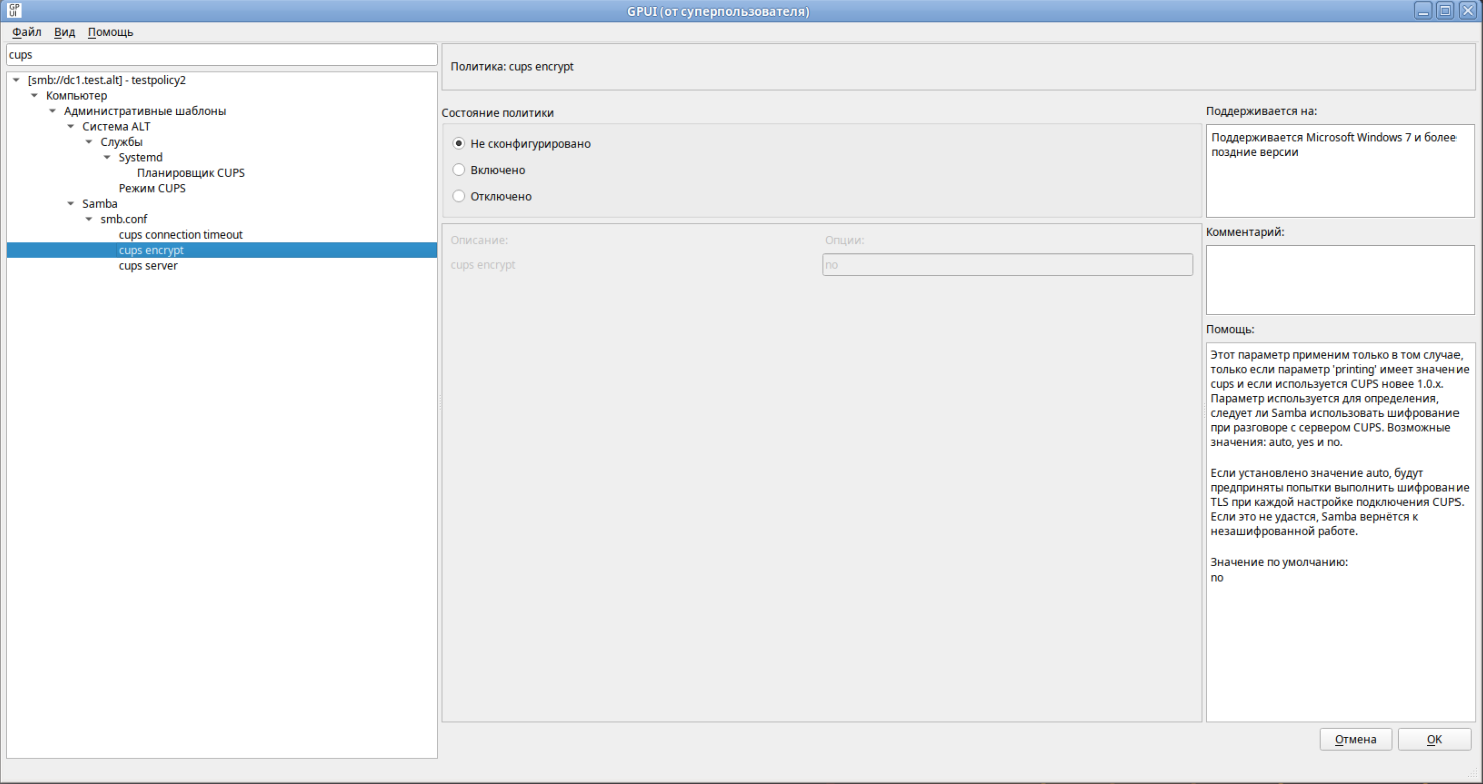 GPUI
GPUI (от суперпользователя)
Файл Вид Помощь
cups
[smb://dc1.test.alt] - testpolicy2
Компьютер
Административные шаблоны
Система ALT
Службы
Systemd
Планировщик CUPS
Режим CUPS
Samba
smb.conf
cups connection timeout
cups encrypt
cups server
Политика: cups encrypt
Состояние политики
Не сконфигурировано
Включено
Отключено
Описание: Опции:
cups encrypt no
Поддерживается на:
Поддерживается Microsoft Windows 7 и более
поздние версии
Комментарий:
Помощь:
Этот параметр применим только в том случае,
только если параметр 'printing' имеет значение
cups и если используется CUPS новее 1.0.x.
Параметр используется для определения,
следует ли Samba использовать шифрование
при разговоре с сервером CUPS. Возможные
значения: auto, yes и no.
Если установлено значение auto, будут
предприняты попытки выполнить шифрование
TLS при каждой настройке подключения CUPS.
Если это не удастся, Samba вернётся к
незашифрованной работе.
Значение по умолчанию:
no
Отмена OK